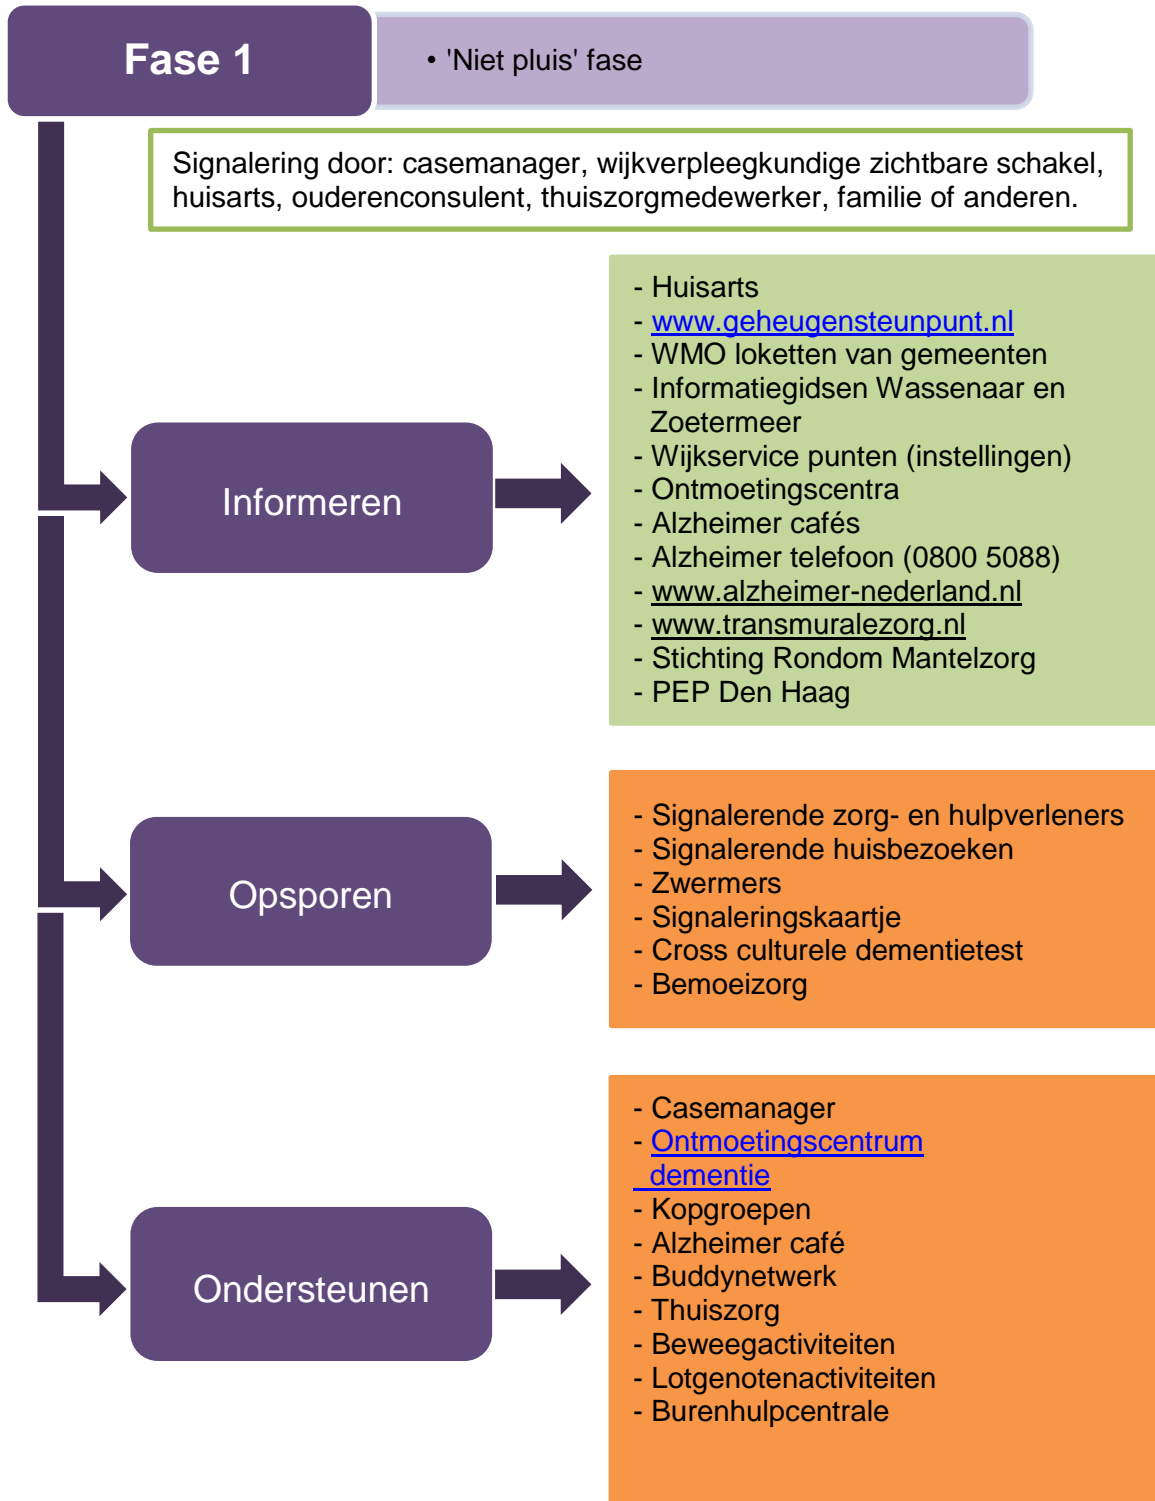 Fase 1
• 'Niet pluis' fase
Signalering door: casemanager, wijkverpleegkundige zichtbare schakel,
huisarts, ouderenconsulent, thuiszorgmedewerker, familie of anderen.
Informeren
- Huisarts
- www.geheugensteunpunt.nl
- WMO loketten van gemeenten
- Informatiegidsen Wassenaar en
Zoetermeer
- Wijkservice punten (instellingen)
- Ontmoetingscentra
- Alzheimer cafés
- Alzheimer telefoon (0800 5088)
- www.alzheimer-nederland.nl
- www.transmuralezorg.nl
- Stichting Rondom Mantelzorg
- PEP Den Haag
Opsporen
- Signalerende zorg- en hulpverleners
- Signalerende huisbezoeken
- Zwermers
- Signaleringskaartje
- Cross culturele dementietest
- Bemoeizorg
Ondersteunen
- Casemanager
- Ontmoetingscentrum
dementie
- Kopgroepen
- Alzheimer café
- Buddynetwerk
- Thuiszorg
- Beweegactiviteiten
- Lotgenotenactiviteiten
- Burenhulpcentrale